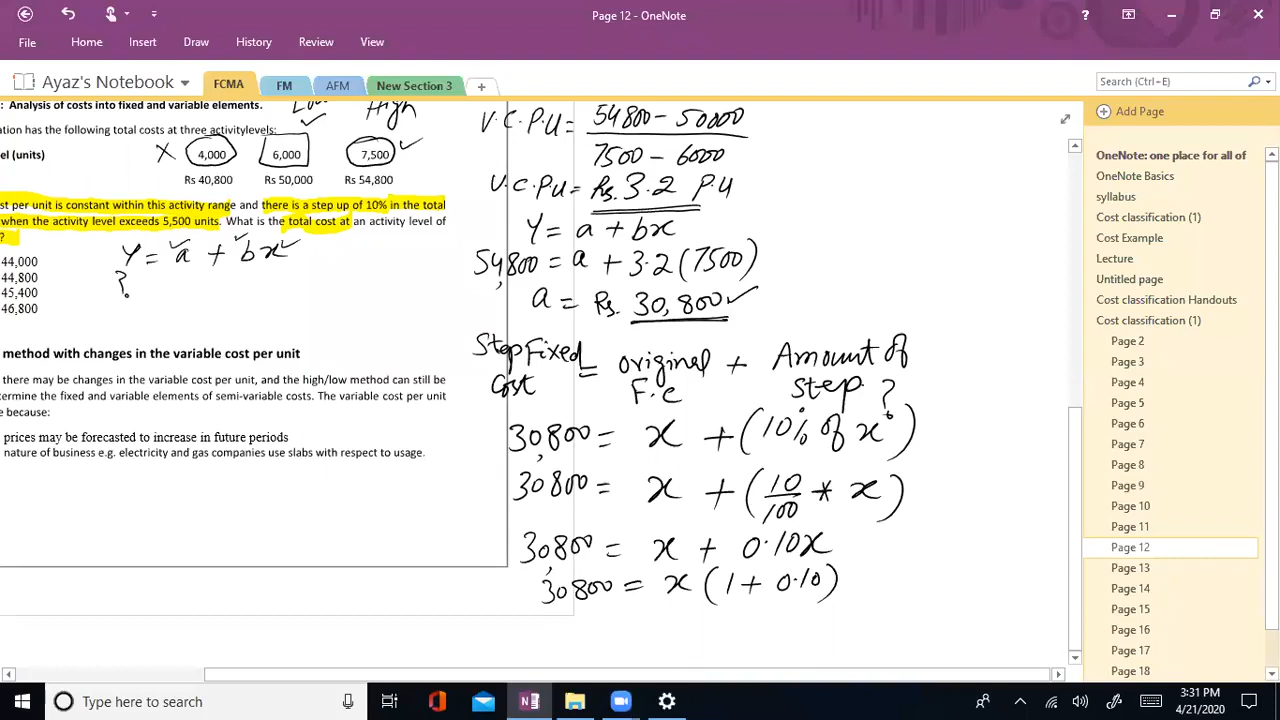 Page 12 - OneNote
File Home Insert Draw History Review View
Ayaz's Notebook FCMA FM AFM New Section 3
Search (Ctrl+E)
: Analysis of costs into fixed and variable elements.
Low High
ation has the following total costs at three activitylevels:
el (units) X 4,000 6,000 7,500
Rs 40,800 Rs 50,000 Rs 54,800
st per unit is constant within this activity range and there is a step up of 10% in the total
when the activity level exceeds 5,500 units. What is the total cost at an activity level of
?
Y = a + bx
?
44,000
44,800
45,400
46,800
method with changes in the variable cost per unit
there may be changes in the variable cost per unit, and the high/low method can still be
termine the fixed and variable elements of semi-variable costs. The variable cost per unit
e because:
prices may be forecasted to increase in future periods
nature of business e.g. electricity and gas companies use slabs with respect to usage.
V.C.P.U = 54800 - 50000
7500 - 6000
V.C.P.U = Rs. 3.2 P.U
Y = a + bx
54,800 = a + 3.2 (7500)
a = Rs. 30,800
Step Fixed Cost = original F.C + Amount of Step ?
30,800 = x + (10% of x)
30800 = x + (10/100 * x)
30,800 = x + 0.10x
30800 = x (1 + 0.10)
Add Page
OneNote: one place for all of
OneNote Basics
syllabus
Cost classification (1)
Cost Example
Lecture
Untitled page
Cost classification Handouts
Cost classification (1)
Page 2
Page 3
Page 4
Page 5
Page 6
Page 7
Page 8
Page 9
Page 10
Page 11
Page 12
Page 13
Page 14
Page 15
Page 16
Page 17
Page 18
Type here to search
3:31 PM
4/21/2020